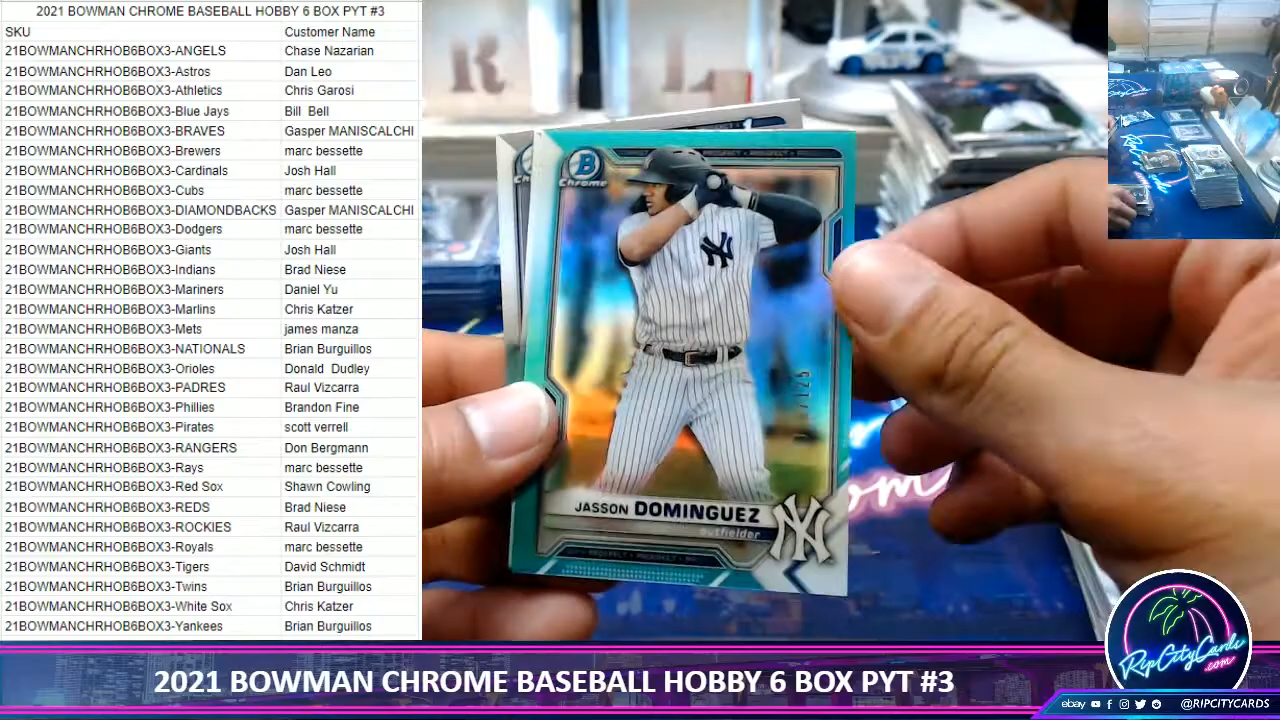 2021 BOWMAN CHROME BASEBALL HOBBY 6 BOX PYT #3
SKU Customer Name
21BOWMANCHRHOB6BOX3-ANGELS Chase Nazarian
21BOWMANCHRHOB6BOX3-Astros Dan Leo
21BOWMANCHRHOB6BOX3-Athletics Chris Garosi
21BOWMANCHRHOB6BOX3-Blue Jays Bill Bell
21BOWMANCHRHOB6BOX3-BRAVES Gasper MANISCALCHI
21BOWMANCHRHOB6BOX3-Brewers marc bessette
21BOWMANCHRHOB6BOX3-Cardinals Josh Hall
21BOWMANCHRHOB6BOX3-Cubs marc bessette
21BOWMANCHRHOB6BOX3-DIAMONDBACKS Gasper MANISCALCHI
21BOWMANCHRHOB6BOX3-Dodgers marc bessette
21BOWMANCHRHOB6BOX3-Giants Josh Hall
21BOWMANCHRHOB6BOX3-Indians Brad Niese
21BOWMANCHRHOB6BOX3-Mariners Daniel Yu
21BOWMANCHRHOB6BOX3-Marlins Chris Katzer
21BOWMANCHRHOB6BOX3-Mets james manza
21BOWMANCHRHOB6BOX3-NATIONALS Brian Burguillos
21BOWMANCHRHOB6BOX3-Orioles Donald Dudley
21BOWMANCHRHOB6BOX3-PADRES Raul Vizcarra
21BOWMANCHRHOB6BOX3-Phillies Brandon Fine
21BOWMANCHRHOB6BOX3-Pirates scott verrell
21BOWMANCHRHOB6BOX3-RANGERS Don Bergmann
21BOWMANCHRHOB6BOX3-Rays marc bessette
21BOWMANCHRHOB6BOX3-Red Sox Shawn Cowling
21BOWMANCHRHOB6BOX3-REDS Brad Niese
21BOWMANCHRHOB6BOX3-ROCKIES Raul Vizcarra
21BOWMANCHRHOB6BOX3-Royals marc bessette
21BOWMANCHRHOB6BOX3-Tigers David Schmidt
21BOWMANCHRHOB6BOX3-Twins Brian Burguillos
21BOWMANCHRHOB6BOX3-White Sox Chris Katzer
21BOWMANCHRHOB6BOX3-Yankees Brian Burguillos
B
Chrome
NY
/125
JASSON DOMINGUEZ
outfielder
NY
om
RipCityCards
.com
2021 BOWMAN CHROME BASEBALL HOBBY 6 BOX PYT #3
ebay @RIPCITYCARDS